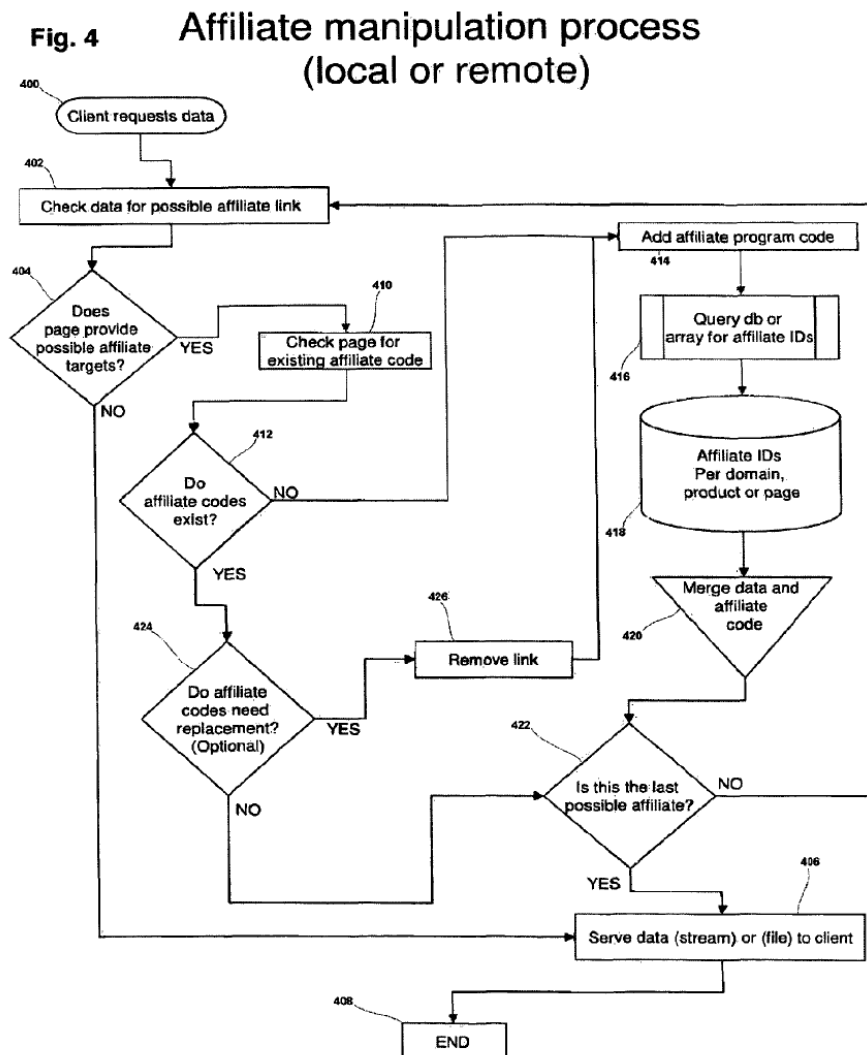 Fig. 4
Affiliate manipulation process
(local or remote)
400
Client requests data
402
Check data for possible affiliate link
404
Does
page provide
possible affiliate
targets?
YES
NO
410
Check page for
existing affiliate code
412
Do
affiliate codes
exist?
NO
YES
414
Add affiliate program code
416
Query db or
array for affiliate IDs
418
Affiliate IDs
Per domain,
product or page
420
Merge data and
affiliate
code
424
Do affiliate
codes need
replacement?
(Optional)
YES
NO
426
Remove link
422
Is this the last
possible affiliate?
NO
YES
406
Serve data (stream) or (file) to client
408
END